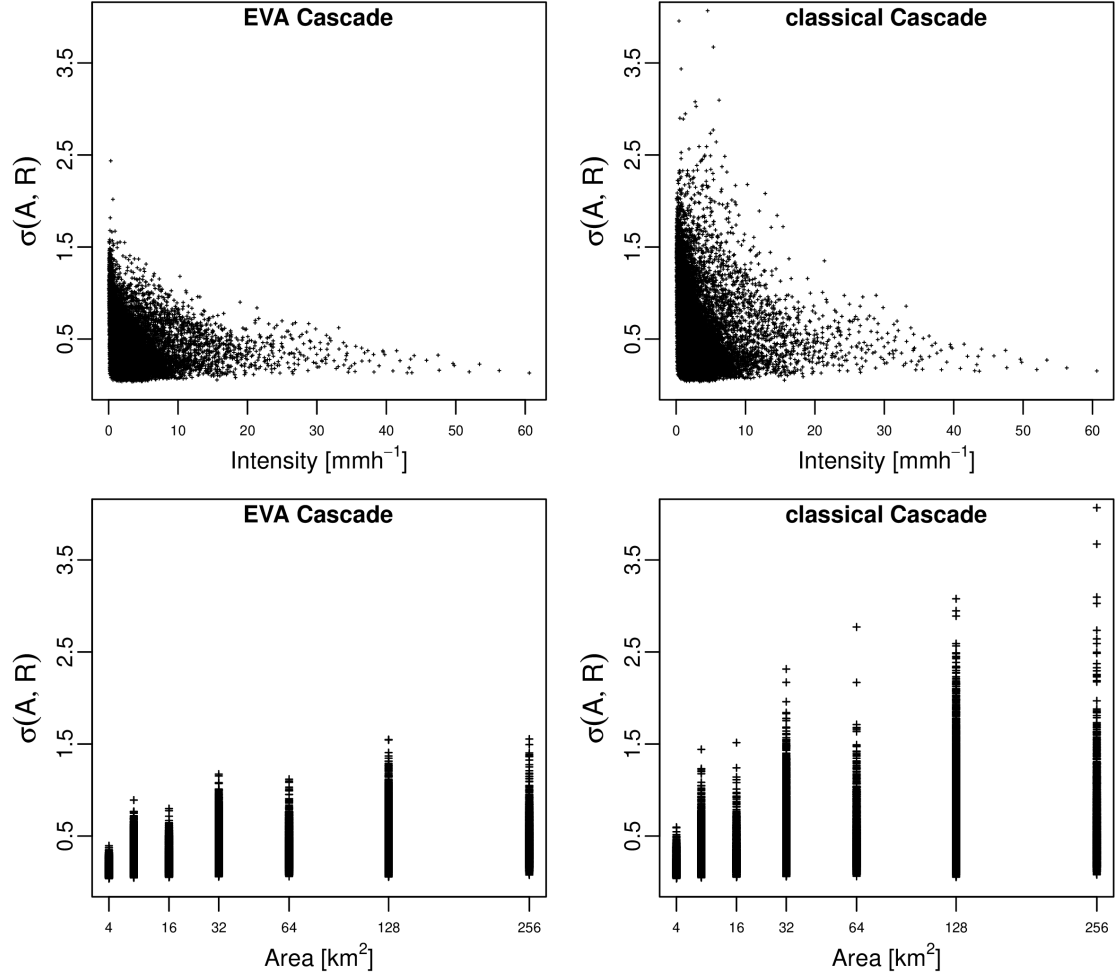 EVA Cascade
classical Cascade
σ(A, R)
3.5
2.5
1.5
0.5
0 10 20 30 40 50 60
Intensity [mmh⁻¹]
σ(A, R)
3.5
2.5
1.5
0.5
0 10 20 30 40 50 60
Intensity [mmh⁻¹]
EVA Cascade
classical Cascade
σ(A, R)
3.5
2.5
1.5
0.5
4 16 32 64 128 256
Area [km²]
σ(A, R)
3.5
2.5
1.5
0.5
4 16 32 64 128 256
Area [km²]